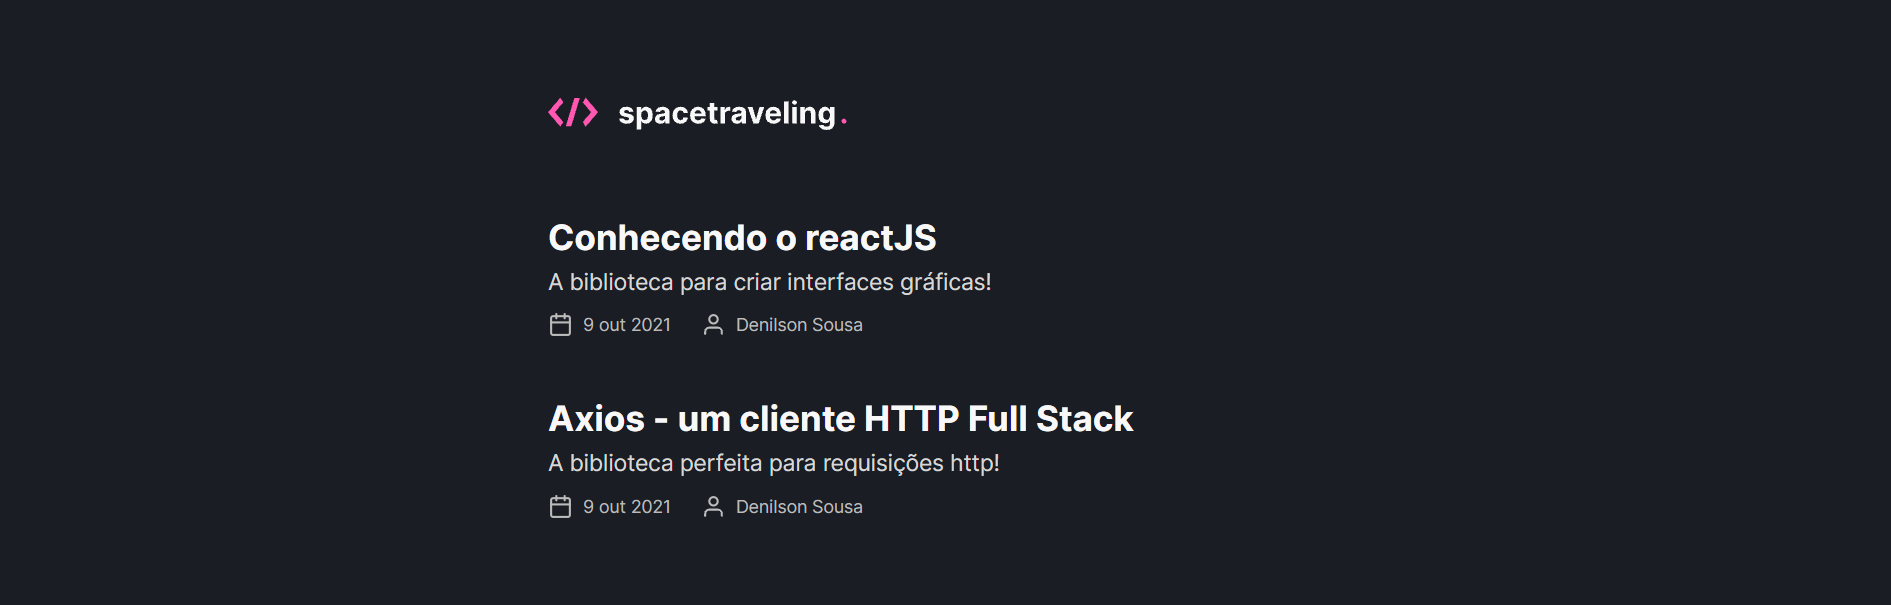 </> spacetraveling.
Conhecendo o reactJS
A biblioteca para criar interfaces gráficas!
9 out 2021 Denilson Sousa
Axios - um cliente HTTP Full Stack
A biblioteca perfeita para requisições http!
9 out 2021 Denilson Sousa